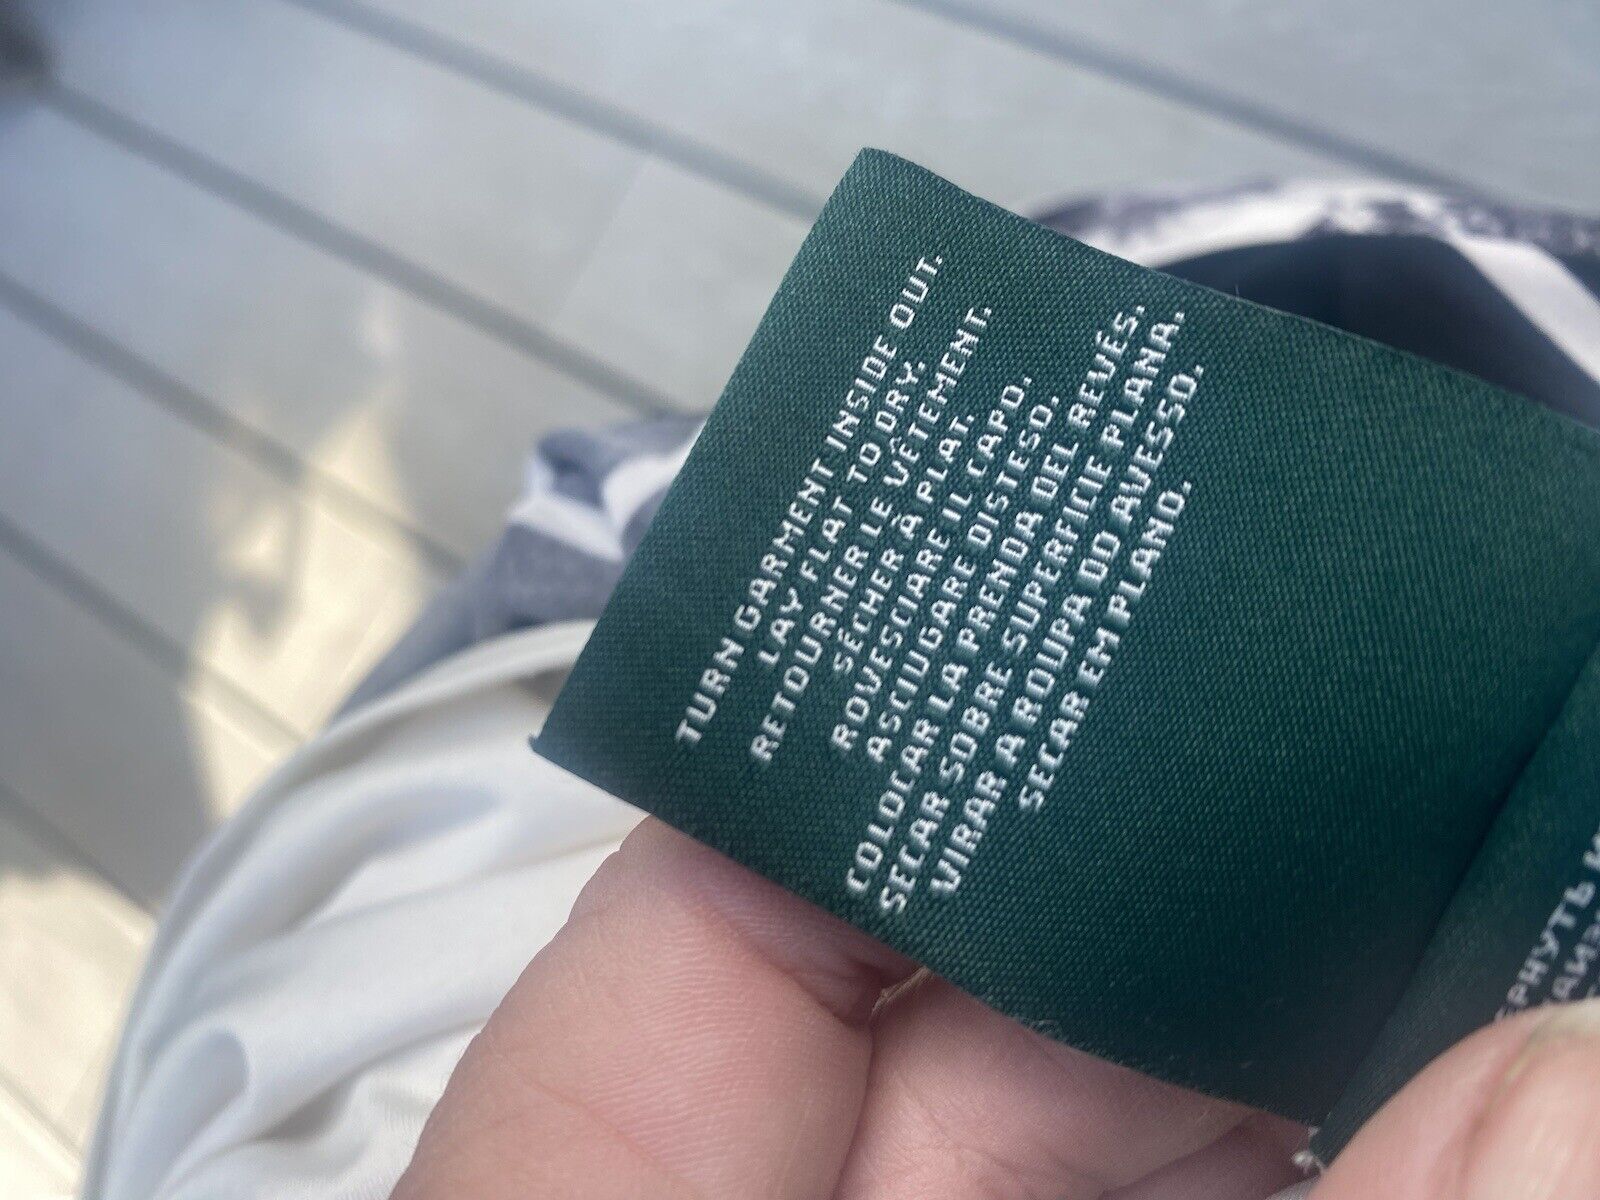 TURN GARMENT INSIDE OUT.
LAY FLAT TO DRY.
RETOURNER LE VÊTEMENT.
SÉCHER À PLAT.
ROVESCIARE IL CAPO.
ASCIUGARE DISTESO.
COLOCAR LA PRENDA DEL REVÉS.
SECAR SOBRE SUPERFICIE PLANA.
VIRAR A ROUPA DO AVESSO.
SECAR EM PLANO.